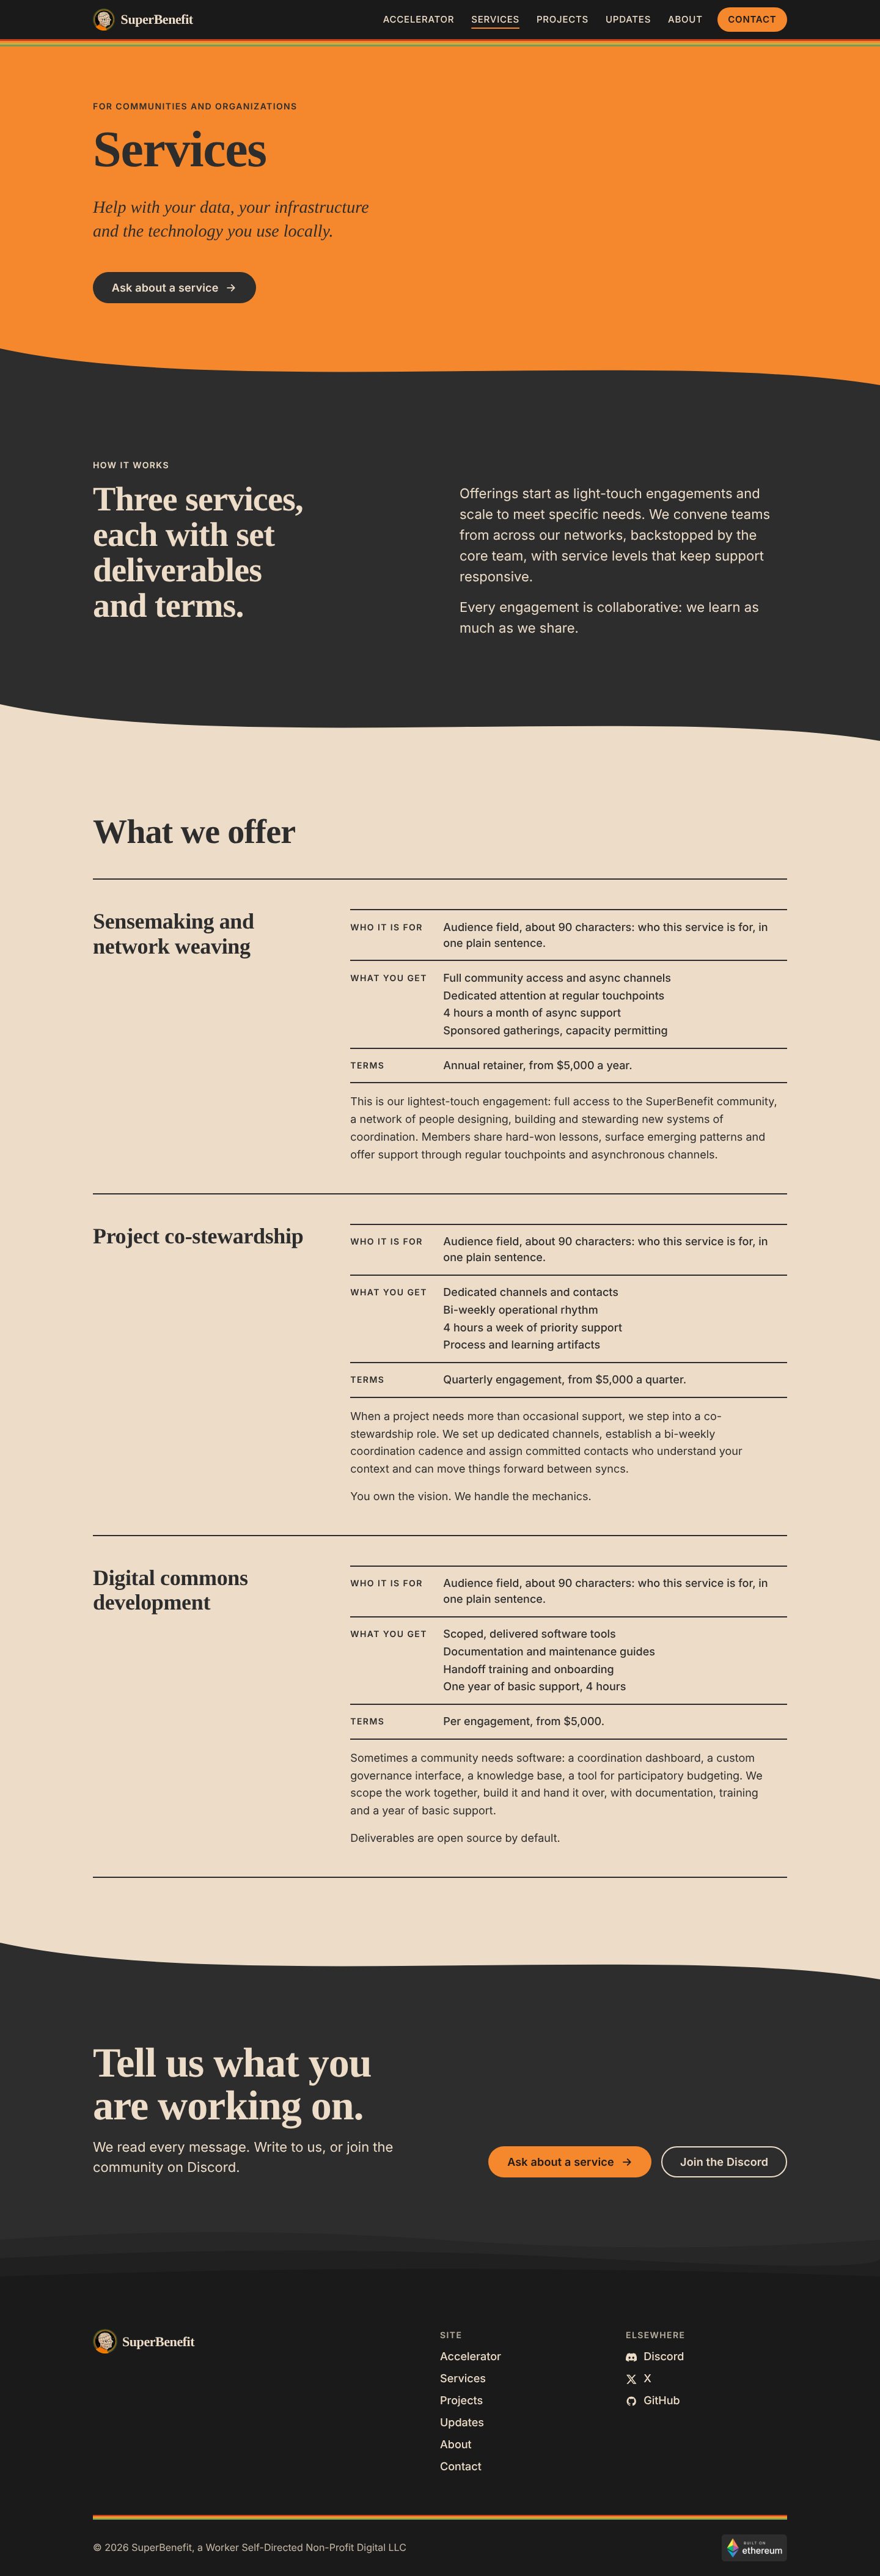 SuperBenefit
ACCELERATOR SERVICES PROJECTS UPDATES ABOUT CONTACT
FOR COMMUNITIES AND ORGANIZATIONS
Services
Help with your data, your infrastructure
and the technology you use locally.
Ask about a service →
HOW IT WORKS
Three services,
each with set
deliverables
and terms.
Offerings start as light-touch engagements and
scale to meet specific needs. We convene teams
from across our networks, backstopped by the
core team, with service levels that keep support
responsive.
Every engagement is collaborative: we learn as
much as we share.
What we offer
Sensemaking and
network weaving
WHO IT IS FOR
Audience field, about 90 characters: who this service is for, in
one plain sentence.
WHAT YOU GET
Full community access and async channels
Dedicated attention at regular touchpoints
4 hours a month of async support
Sponsored gatherings, capacity permitting
TERMS
Annual retainer, from $5,000 a year.
This is our lightest-touch engagement: full access to the SuperBenefit community,
a network of people designing, building and stewarding new systems of
coordination. Members share hard-won lessons, surface emerging patterns and
offer support through regular touchpoints and asynchronous channels.
Project co-stewardship
WHO IT IS FOR
Audience field, about 90 characters: who this service is for, in
one plain sentence.
WHAT YOU GET
Dedicated channels and contacts
Bi-weekly operational rhythm
4 hours a week of priority support
Process and learning artifacts
TERMS
Quarterly engagement, from $5,000 a quarter.
When a project needs more than occasional support, we step into a co-
stewardship role. We set up dedicated channels, establish a bi-weekly
coordination cadence and assign committed contacts who understand your
context and can move things forward between syncs.
You own the vision. We handle the mechanics.
Digital commons
development
WHO IT IS FOR
Audience field, about 90 characters: who this service is for, in
one plain sentence.
WHAT YOU GET
Scoped, delivered software tools
Documentation and maintenance guides
Handoff training and onboarding
One year of basic support, 4 hours
TERMS
Per engagement, from $5,000.
Sometimes a community needs software: a coordination dashboard, a custom
governance interface, a knowledge base, a tool for participatory budgeting. We
scope the work together, build it and hand it over, with documentation, training
and a year of basic support.
Deliverables are open source by default.
Tell us what you
are working on.
We read every message. Write to us, or join the
community on Discord.
Ask about a service →
Join the Discord
SuperBenefit
SITE
Accelerator
Services
Projects
Updates
About
Contact
ELSEWHERE
Discord
X
GitHub
© 2026 SuperBenefit, a Worker Self-Directed Non-Profit Digital LLC
BUILT ON
ethereum